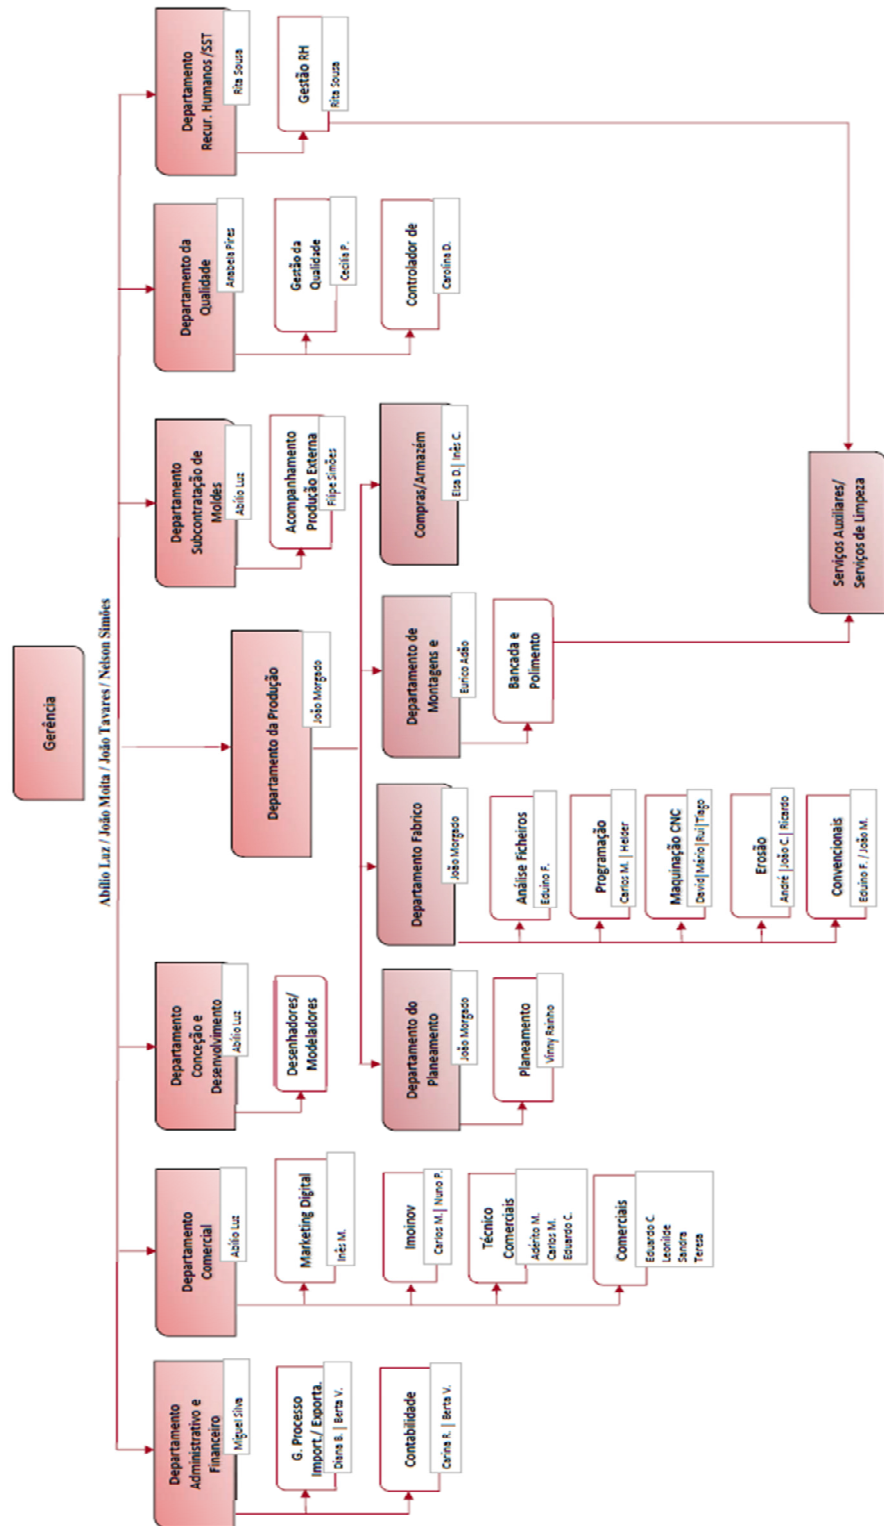 Gerência
Abílio Luz / João Moita / João Tavares / Nelson Simões
Departamento
Administrativo e
Financeiro
Miguel Silva
G. Processo
Import./ Exporta.
Diana B. | Berta V.
Contabilidade
Carina R. | Berta V.
Departamento
Comercial
Abílio Luz
Marketing Digital
Inês M.
Imoinov
Carlos M. | Nuno P.
Técnico
Comerciais
Adérito M.
Carlos M.
Eduardo C.
Comerciais
Eduardo C.
Leonilde
Sandra
Teresa
Departamento
Conceção e
Desenvolvimento
Abílio Luz
Desenhadores/
Modeladores
Departamento da Produção
João Morgado
Departamento do
Planeamento
João Morgado
Planeamento
Vinny Rainho
Departamento Fabrico
João Morgado
Análise Ficheiros
Eduino F.
Programação
Carlos M. | Helder
Maquinação CNC
David|Mário|Rui|Tiago
Erosão
André |João C.| Ricardo
Convencionais
Eduino F. / João M.
Departamento de
Montagens e
Eurico Adão
Bancada e
Polimento
Compras/Armazém
Elsa D.| Inês C.
Departamento
Subcontratação de
Moldes
Abílio Luz
Acompanhamento
Produção Externa
Filipe Simões
Departamento da
Qualidade
Anabela Pires
Gestão da
Qualidade
Cecília P.
Controlador de
Carolina D.
Departamento
Recur. Humanos /SST
Rita Sousa
Gestão RH
Rita Sousa
Serviços Auxiliares/
Serviços de Limpeza